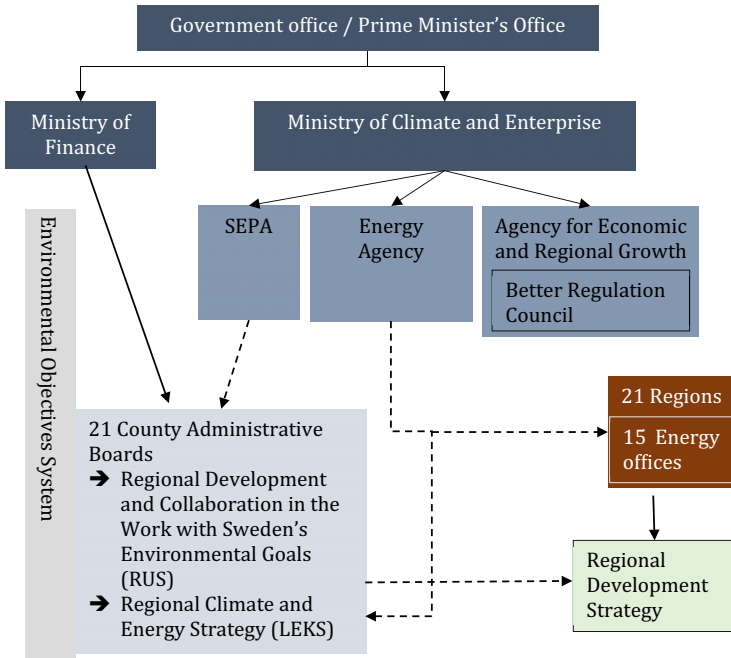 Government office / Prime Minister's Office
Ministry of
Finance
Ministry of Climate and Enterprise
SEPA
Energy
Agency
Agency for Economic
and Regional Growth
Better Regulation
Council
Environmental Objectives System
21 County Administrative
Boards
➔ Regional Development
and Collaboration in the
Work with Sweden's
Environmental Goals
(RUS)
➔ Regional Climate and
Energy Strategy (LEKS)
21 Regions
15 Energy
offices
Regional
Development
Strategy